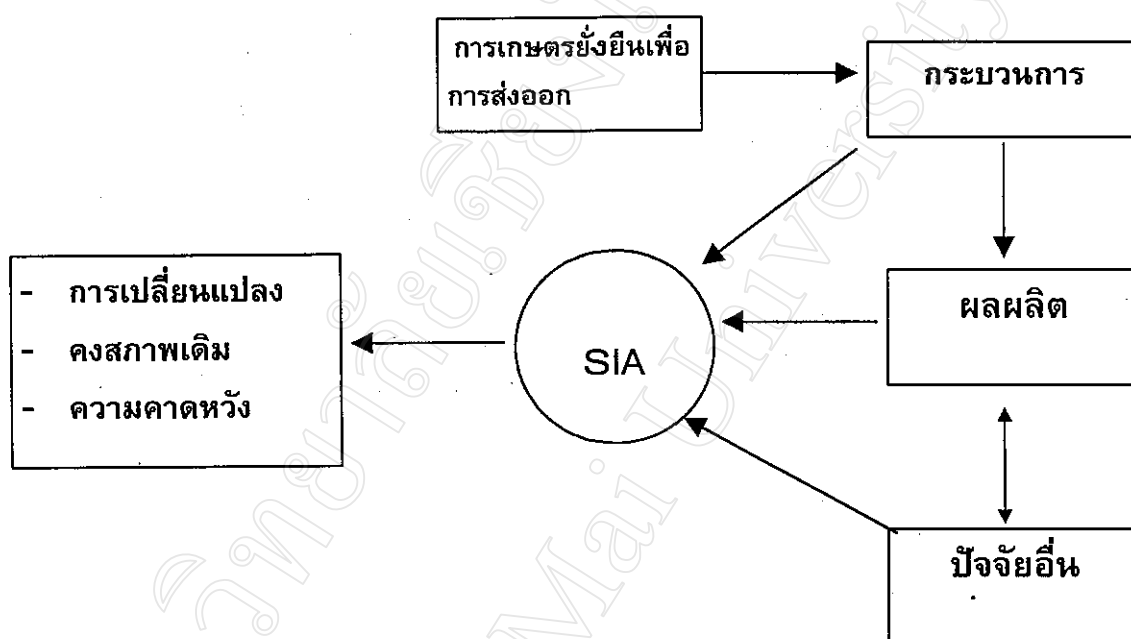 การเกษตรยั่งยืนเพื่อ
การส่งออก
กระบวนการ
- การเปลี่ยนแปลง
- คงสภาพเดิม
- ความคาดหวัง
SIA
ผลผลิต
ปัจจัยอื่น
Mai University